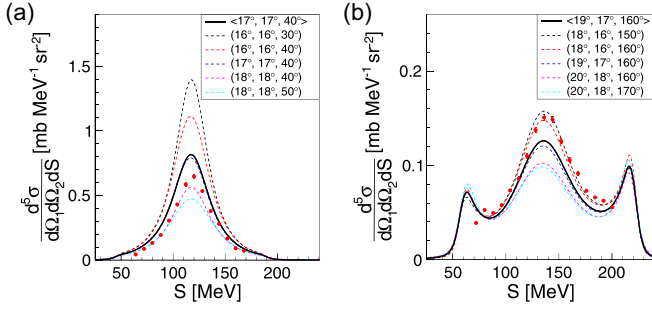 (a)
<17°, 17°, 40°>
(16°, 16°, 30°)
(16°, 16°, 40°)
(17°, 17°, 40°)
(18°, 18°, 40°)
(18°, 18°, 50°)
d⁵σ
dΩ₁dΩ₂dS
[mb MeV⁻¹ sr⁻²]
1.5
1
0.5
0
50 100 150 200
S [MeV]
(b)
<19°, 17°, 160°>
(18°, 16°, 150°)
(18°, 16°, 160°)
(19°, 17°, 160°)
(20°, 18°, 160°)
(20°, 18°, 170°)
d⁵σ
dΩ₁dΩ₂dS
[mb MeV⁻¹ sr⁻²]
0.2
0.1
0
50 100 150 200
S [MeV]